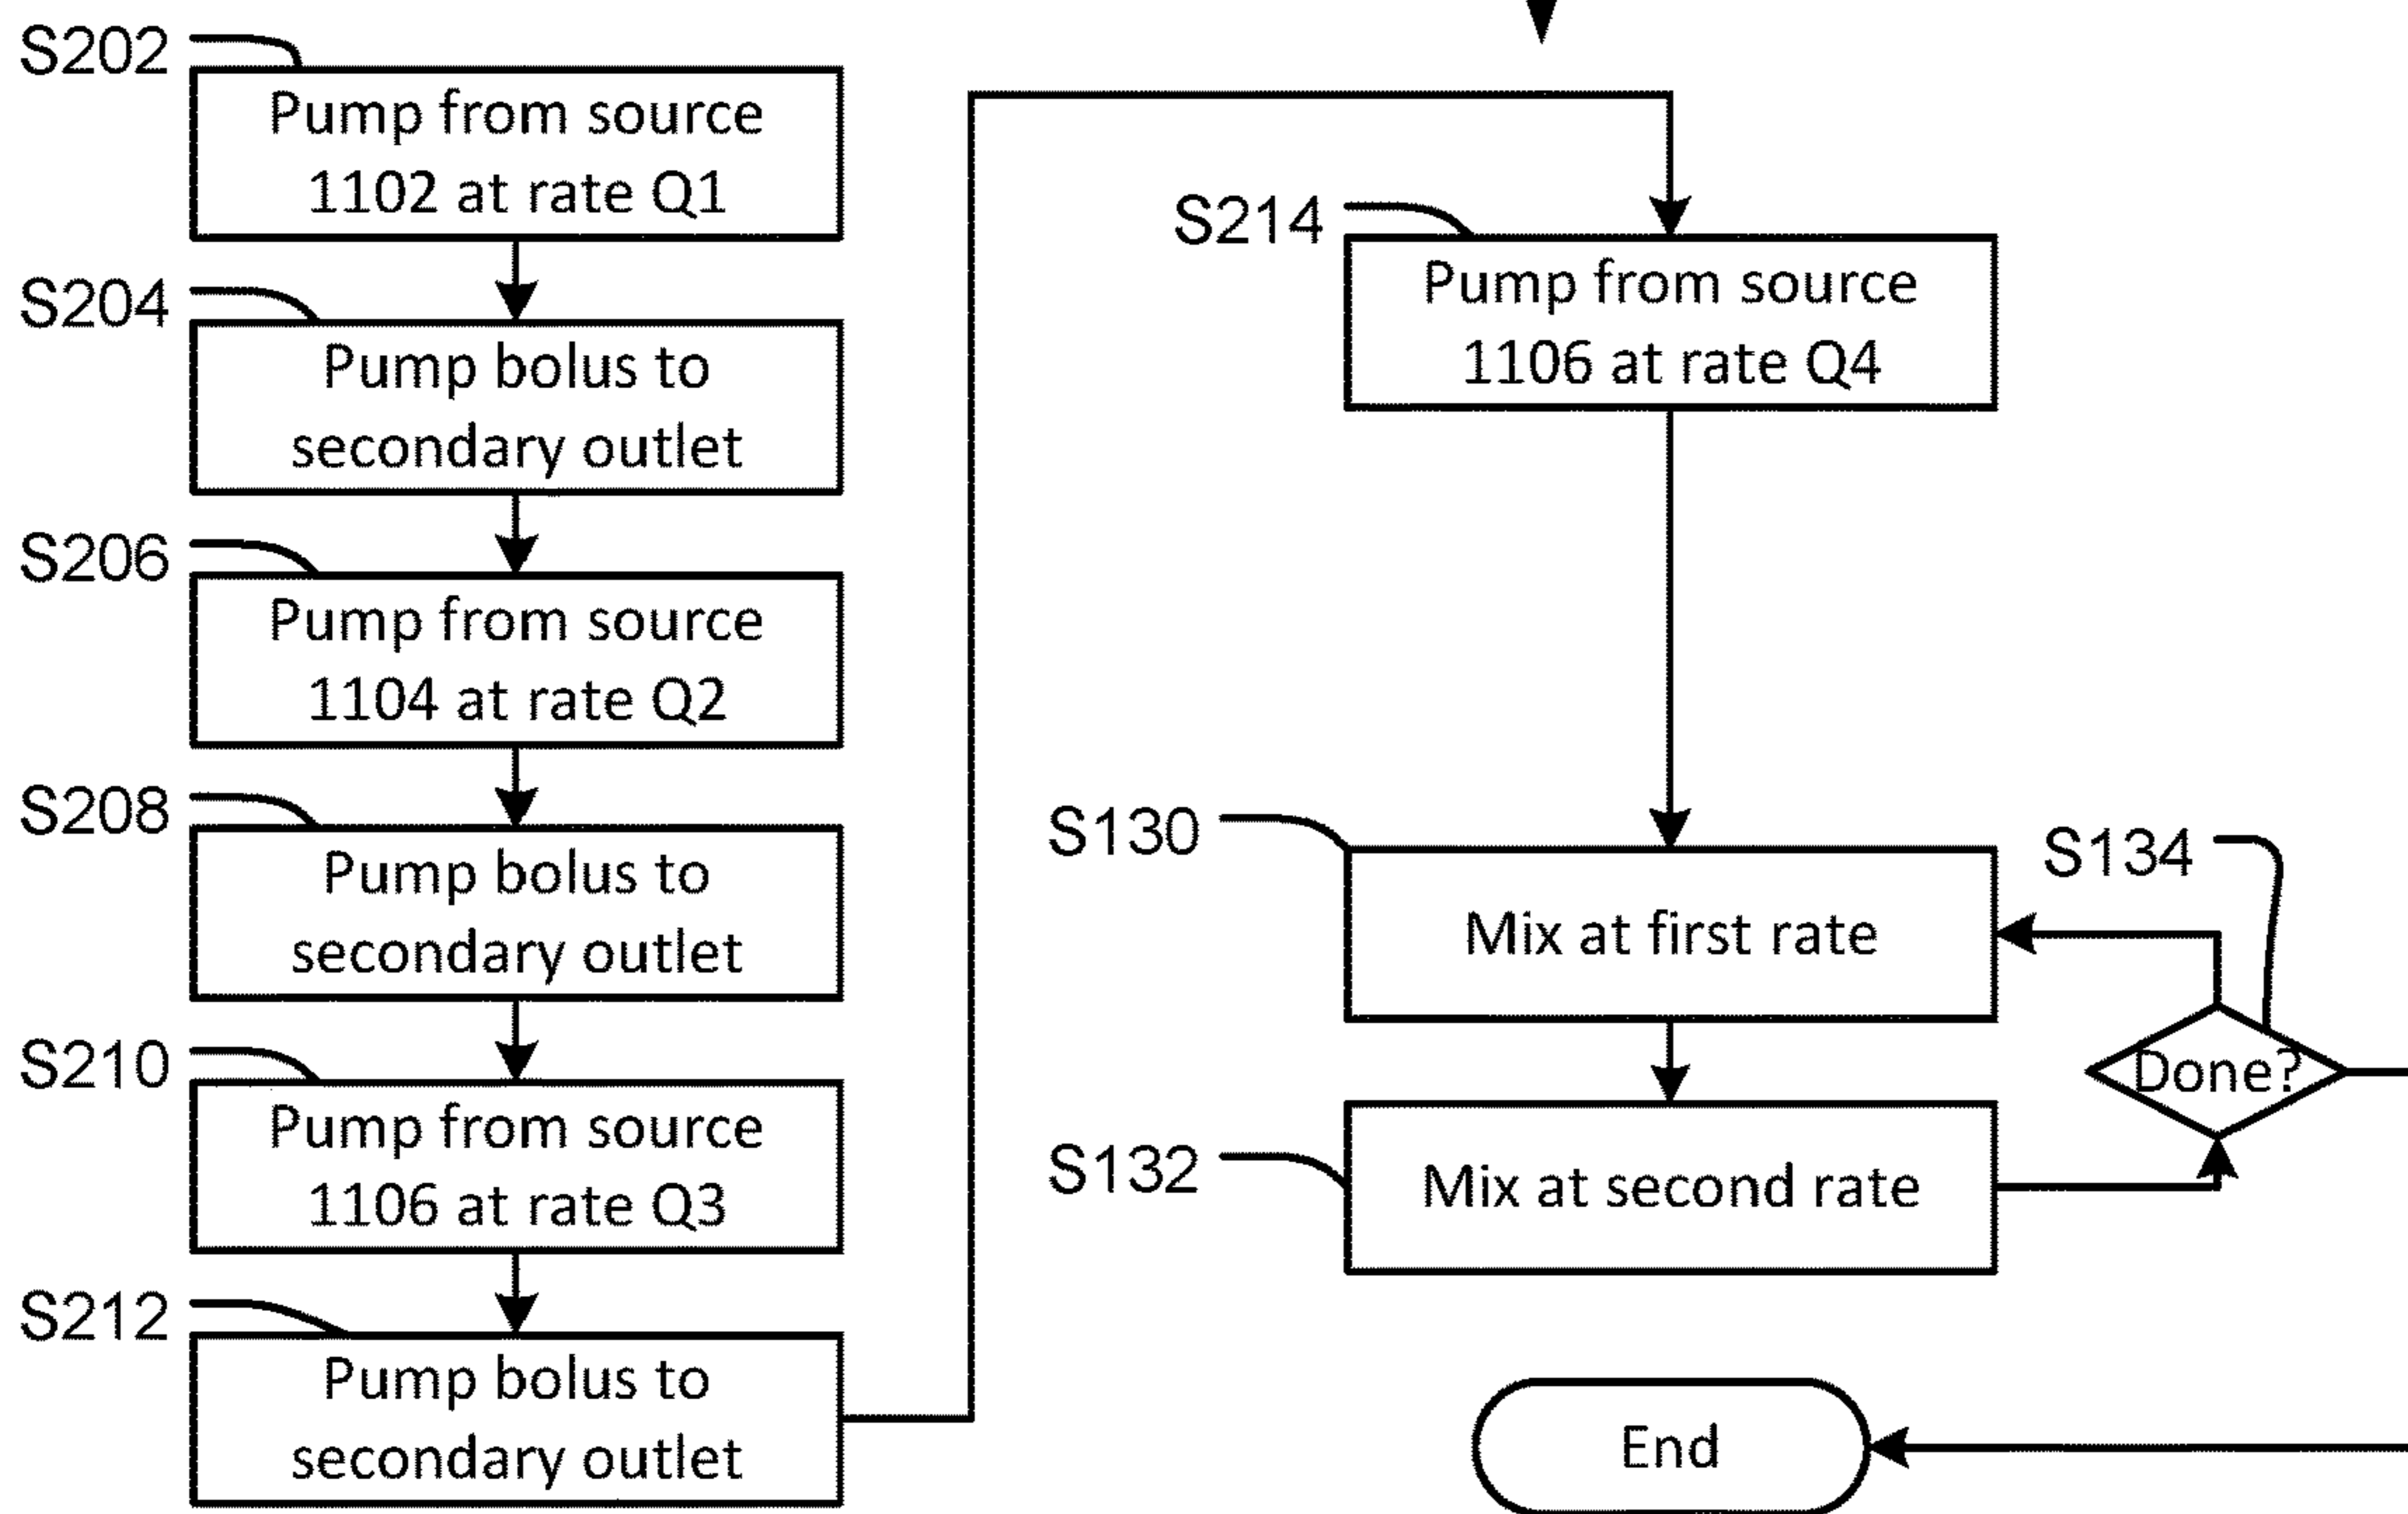 S202
Pump from source
1102 at rate Q1
S204
Pump bolus to
secondary outlet
S206
Pump from source
1104 at rate Q2
S208
Pump bolus to
secondary outlet
S210
Pump from source
1106 at rate Q3
S212
Pump bolus to
secondary outlet
S214
Pump from source
1106 at rate Q4
S130
Mix at first rate
S134
Done?
S132
Mix at second rate
End